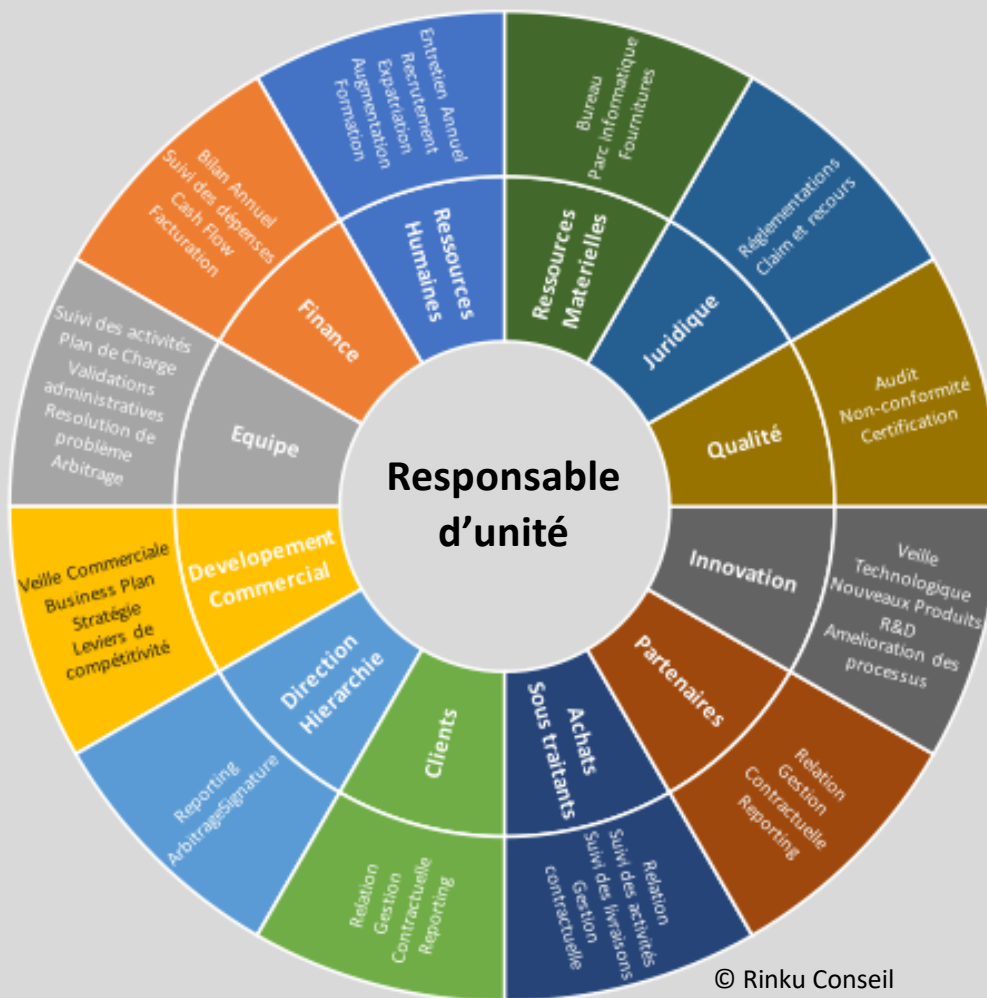 Responsable
d’unité
Ressources
Materielles
Bureau
Parc informatique
Fournitures
Juridique
Réglementations
Claim et recours
Qualité
Audit
Non-conformité
Certification
Innovation
Veille
Technologique
Nouveaux Produits
R&D
Amelioration des
processus
Partenaires
Relation
Gestion
Contractuelle
Reporting
Achats
Sous traitants
Relation
Suivi des activités
Suivi des livraisons
Gestion
contractuelle
Clients
Relation
Gestion
Contractuelle
Reporting
Direction
Hierarchie
Reporting
ArbitrageSignature
Developement
Commercial
Veille Commerciale
Business Plan
Stratégie
Leviers de
compétitivité
Equipe
Suivi des activités
Plan de Charge
Validations
administratives
Resolution de
problème
Arbitrage
Finance
Bilan Annuel
Suivi des dépenses
Cash Flow
Facturation
Ressources
Humaines
Entretien Annuel
Recrutement
Expatriation
Augmentation
Formation
© Rinku Conseil